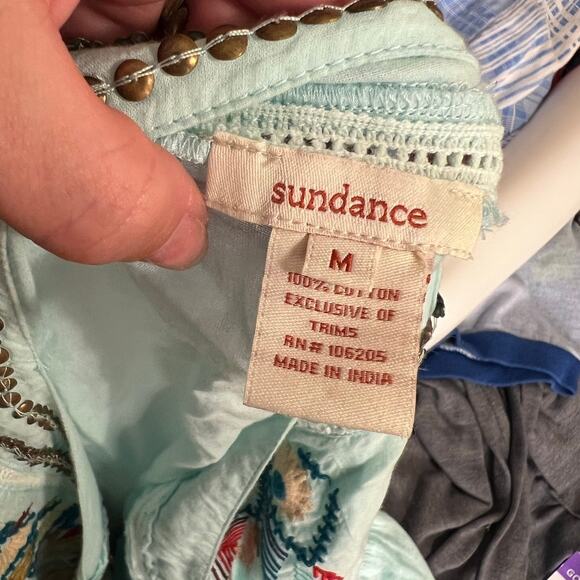 sundance
M
100% COTTON
EXCLUSIVE OF
TRIMS
RN# 106205
MADE IN INDIA